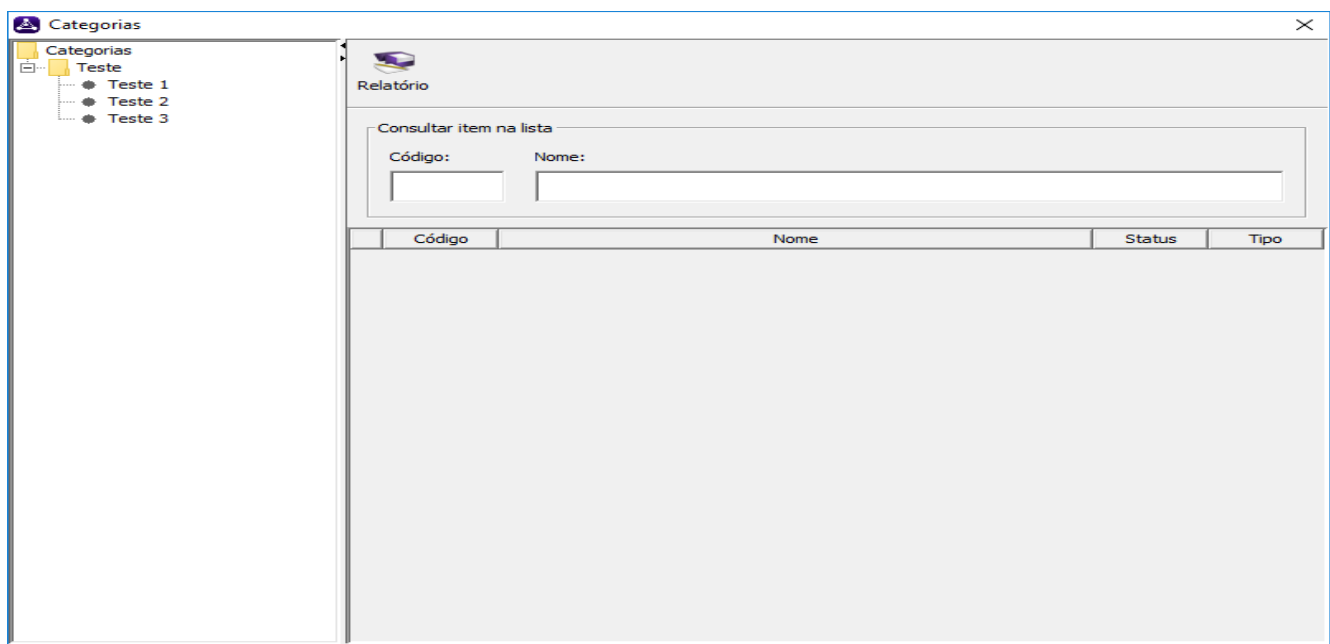 Categorias
Categorias
Teste
Teste 1
Teste 2
Teste 3
Relatório
Consultar item na lista
Código: Nome:
Código Nome Status Tipo